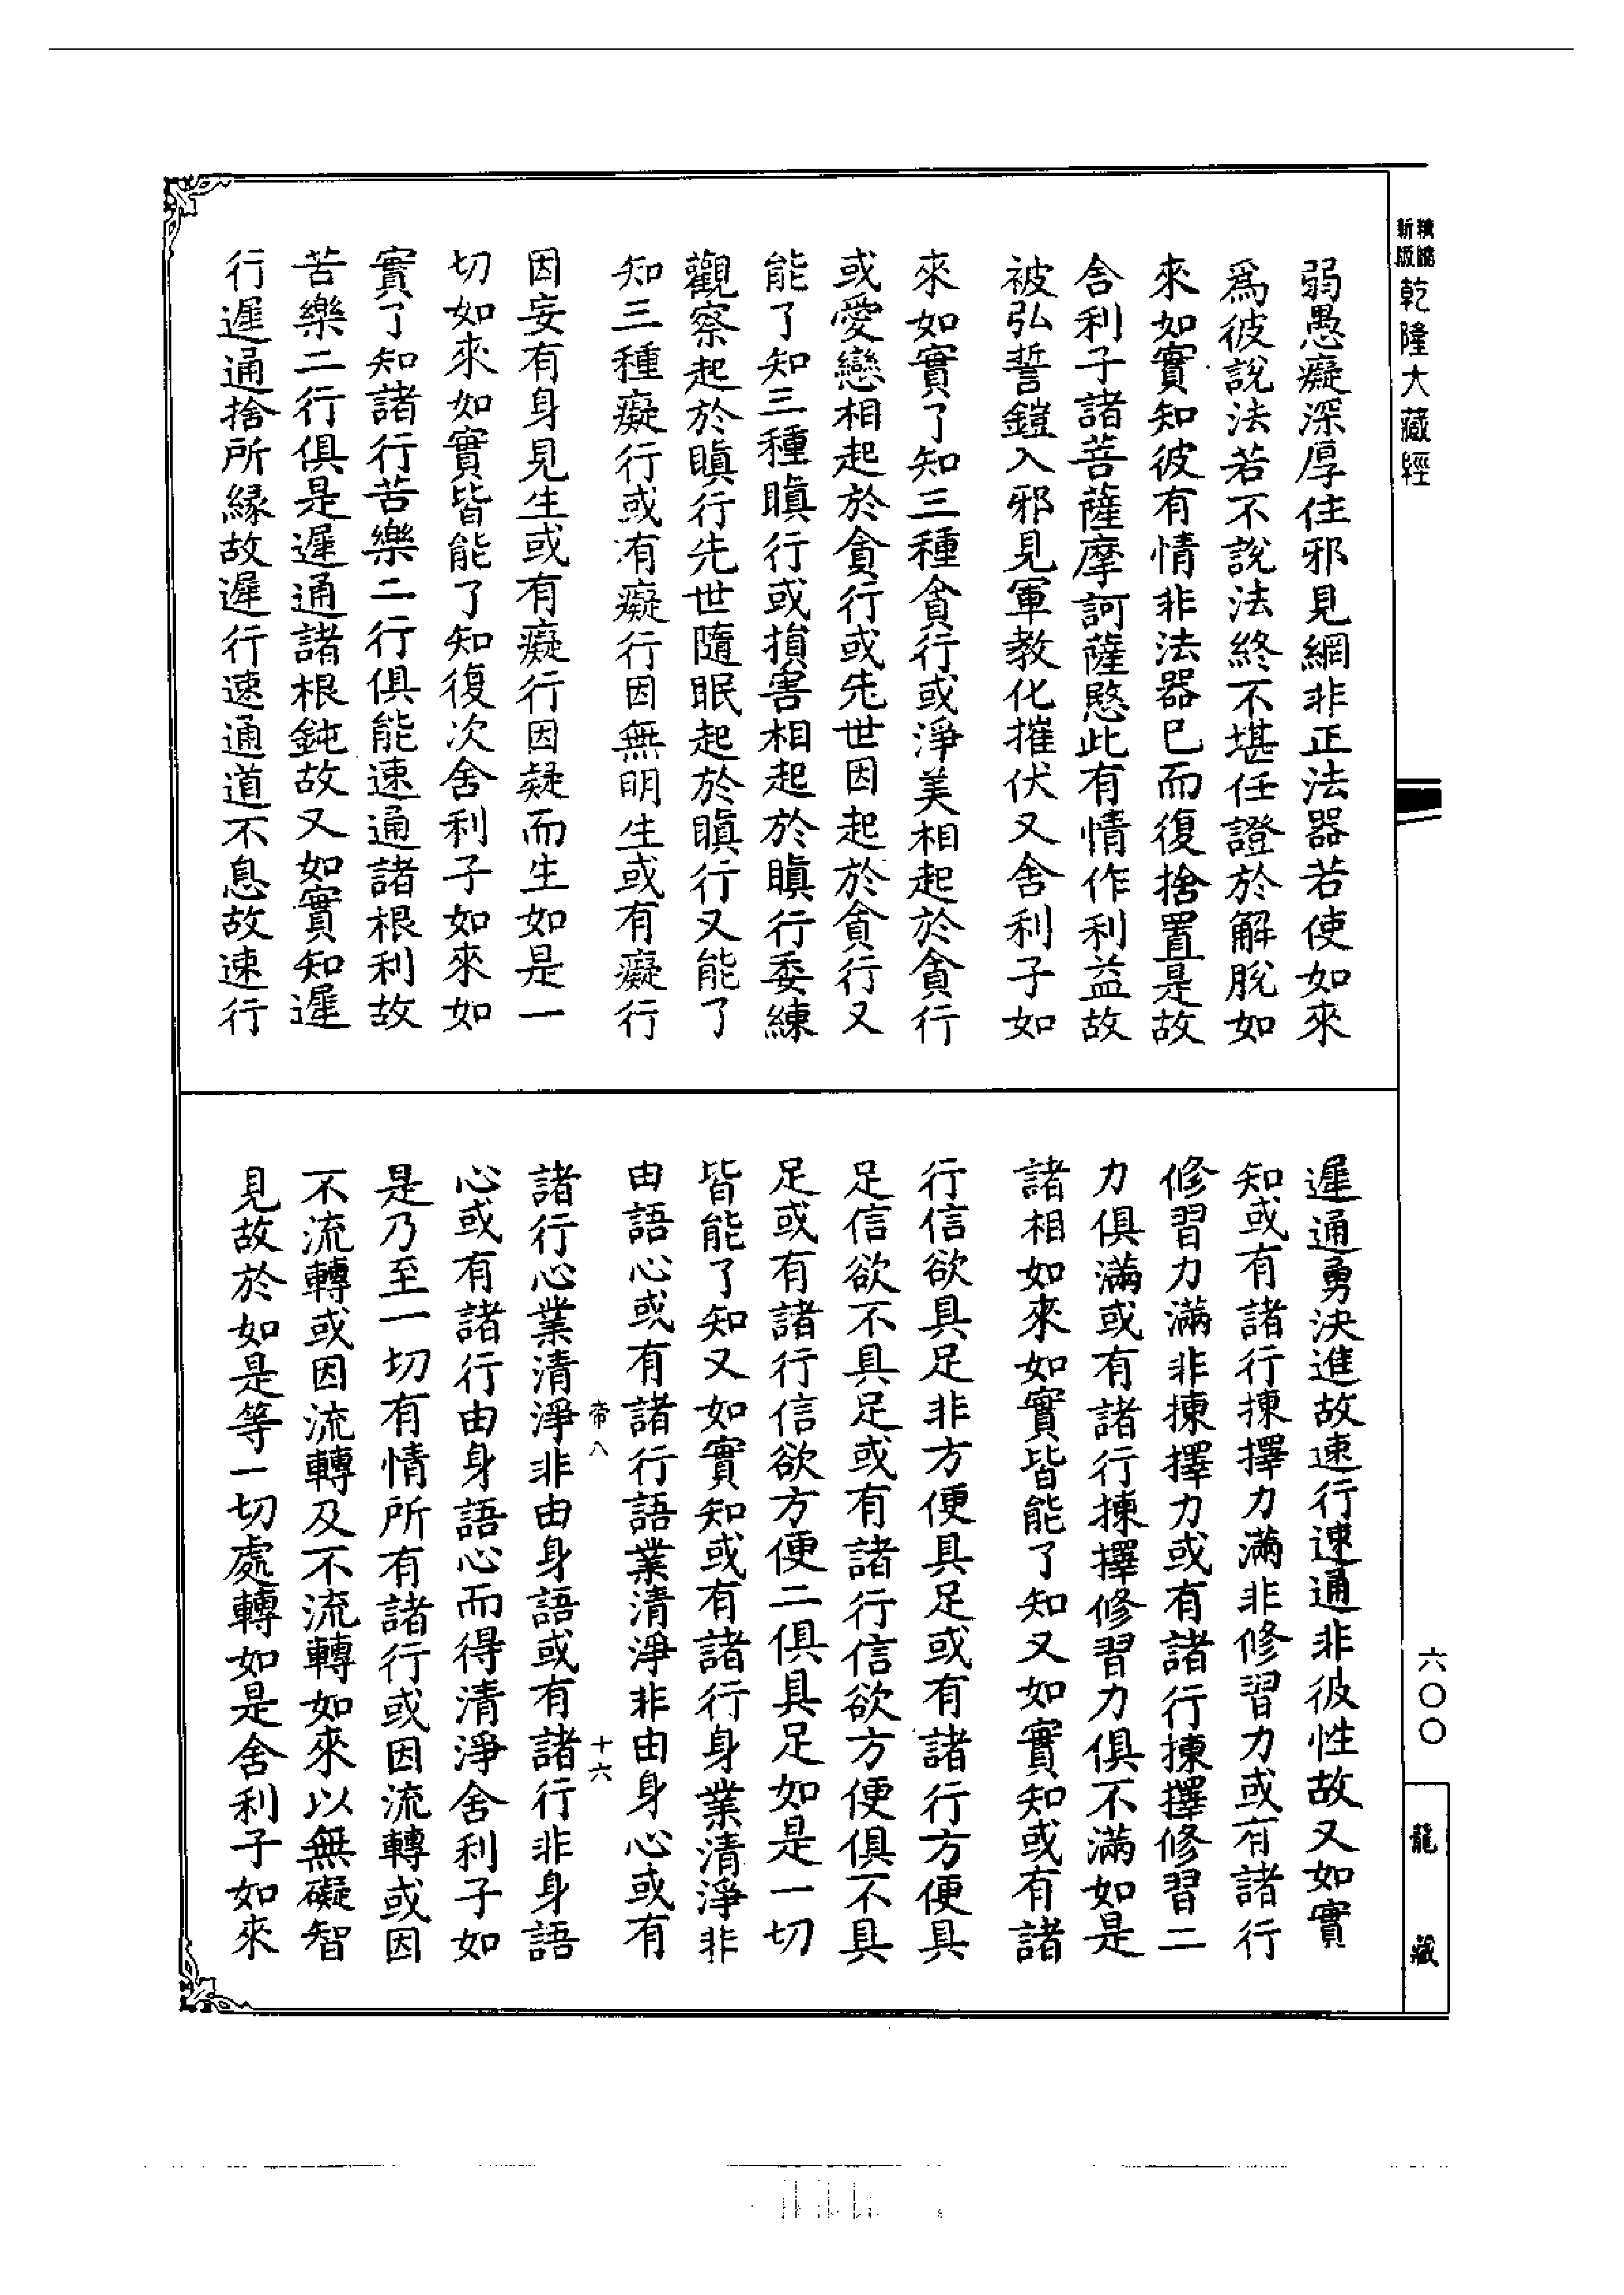 新版
乾隆大藏經
弱愚癡深厚住邪見網非正法器若使如來
爲彼說法若不說法終不堪任證於解脫如
來如實知彼有情非法器已而復捨置是故
舍利子諸菩薩摩訶薩愍此有情作利益故
被弘誓鎧入邪見軍教化摧伏又舍利子如
來如實了知三種貪行或淨美相起於貪行
或愛戀相起於貪行或先世因起於貪行又
能了知三種瞋行或損害相起於瞋行委練
觀察起於瞋行先世隨眠起於瞋行又能了
知三種癡行或有癡行因無明生或有癡行
因妄有身見生或有癡行因疑而生如是一
切如來如實皆能了知復次舍利子如來如
實了知諸行苦樂二行俱能速通諸根利故
苦樂二行俱是遲通諸根鈍故又如實知遲
行遲通捨所縁故遲行速通道不息故速行
遲通勇決進故速行速通非彼性故又如實
知或有諸行揀擇力滿非修習力或有諸行
修習力滿非揀擇力或有諸行揀擇修習二
力俱滿或有諸行揀擇修習力俱不滿如是
諸相如來如實皆能了知又如實知或有諸
行信欲具足非方便具足或有諸行方便具
足信欲不具足或有諸行信欲方便俱不具
足或有諸行信欲方便二俱具足如是一切
皆能了知又如實知或有諸行身業清淨非
由語心或有諸行語業清淨非由身心或有
帝八
十六
諸行心業清淨非由身語或有諸行非身語
心或有諸行由身語心而得清淨舍利子如
是乃至一切有情所有諸行或因流轉或因
不流轉或因流轉及不流轉如來以無礙智
見故於如是等一切處轉如是舍利子如來
六〇〇
龍藏